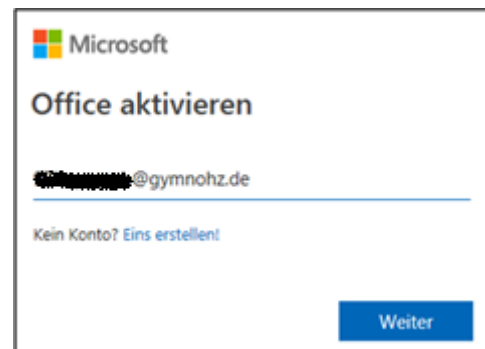 Microsoft
Office aktivieren
@gymnohz.de
Kein Konto? Eins erstellen!
Weiter